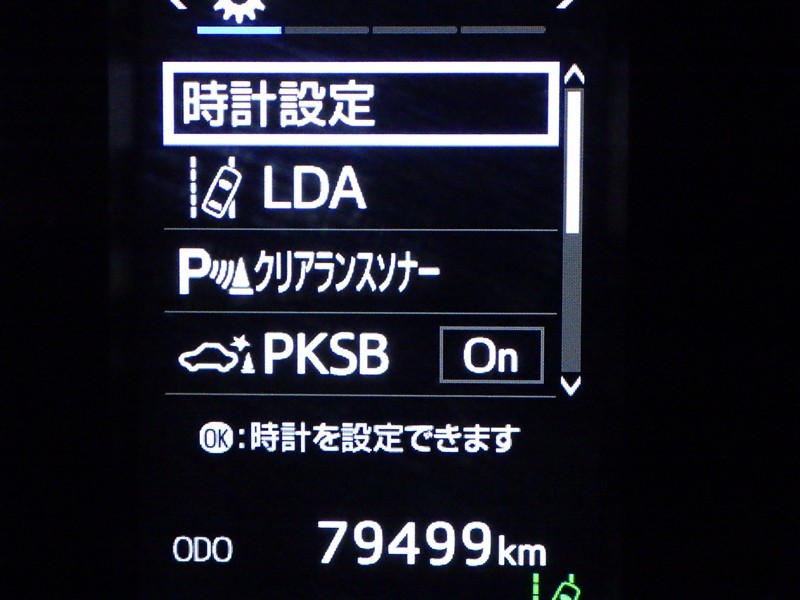 時計設定
LDA
P クリアランスソナー
PKSB On
OK:時計を設定できます
ODO 79499km